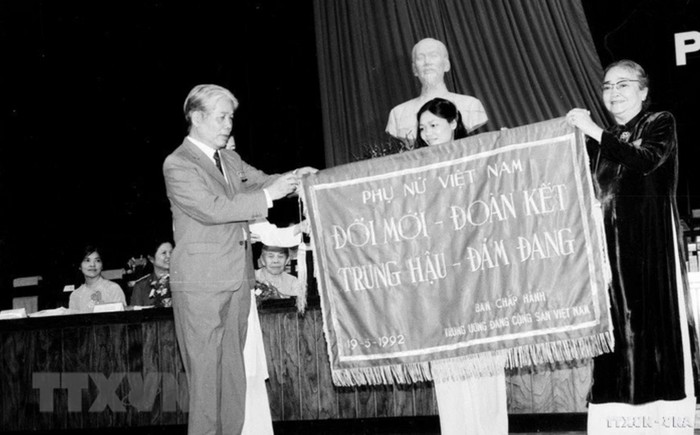 P
PHỤ NỮ VIỆT NAM
ĐỔI MỚI - ĐOÀN KẾT
TRUNG HẬU - ĐẢM ĐANG
BAN CHẤP HÀNH
TRUNG ƯƠNG ĐẢNG CỘNG SẢN VIỆT NAM
19-5-1992
TTXVN
TTXVN - VNA